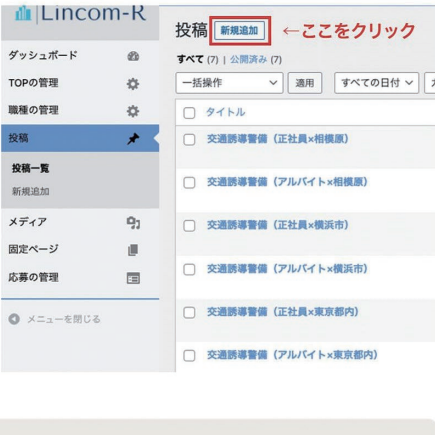 Lincom-R
ダッシュボード
TOPの管理
職種の管理
投稿
投稿一覧
新規追加
メディア
固定ページ
応募の管理
メニューを閉じる
投稿 新規追加 ←ここをクリック
すべて (7) | 公開済み (7)
一括操作 適用 すべての日付
タイトル
交通誘導警備（正社員×相模原）
交通誘導警備（アルバイト×相模原）
交通誘導警備（正社員×横浜市）
交通誘導警備（アルバイト×横浜市）
交通誘導警備（正社員×東京都内）
交通誘導警備（アルバイト×東京都内）